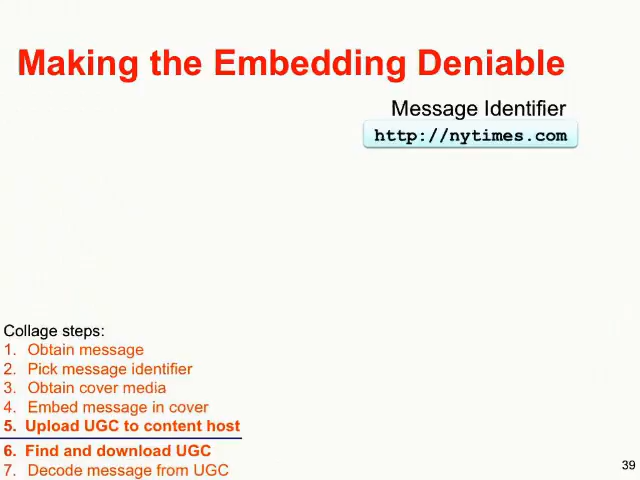 Making the Embedding Deniable
Message Identifier
http://nytimes.com
Collage steps:
1. Obtain message
2. Pick message identifier
3. Obtain cover media
4. Embed message in cover
5. Upload UGC to content host
6. Find and download UGC
7. Decode message from UGC
39